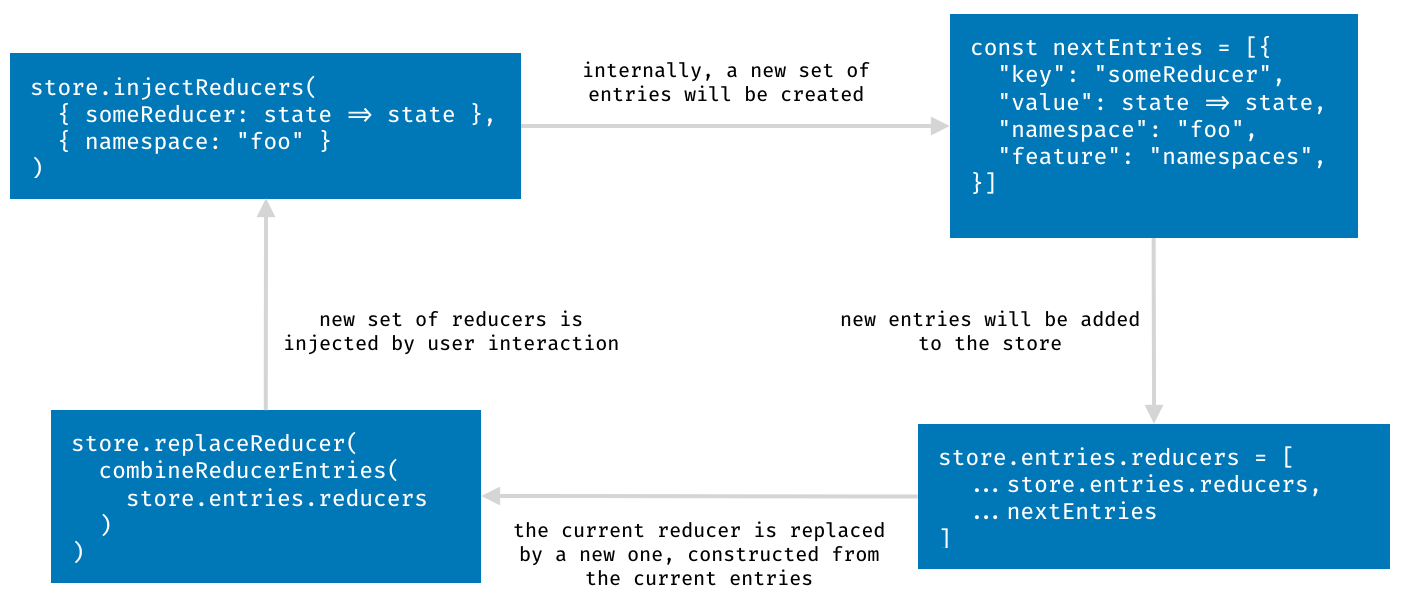 store.injectReducers(
  { someReducer: state => state },
  { namespace: "foo" }
)
internally, a new set of
entries will be created
const nextEntries = [{
  "key": "someReducer",
  "value": state => state,
  "namespace": "foo",
  "feature": "namespaces",
}]
new set of reducers is
injected by user interaction
new entries will be added
to the store
store.replaceReducer(
  combineReducerEntries(
    store.entries.reducers
  )
)
the current reducer is replaced
by a new one, constructed from
the current entries
store.entries.reducers = [
  ...store.entries.reducers,
  ...nextEntries
]